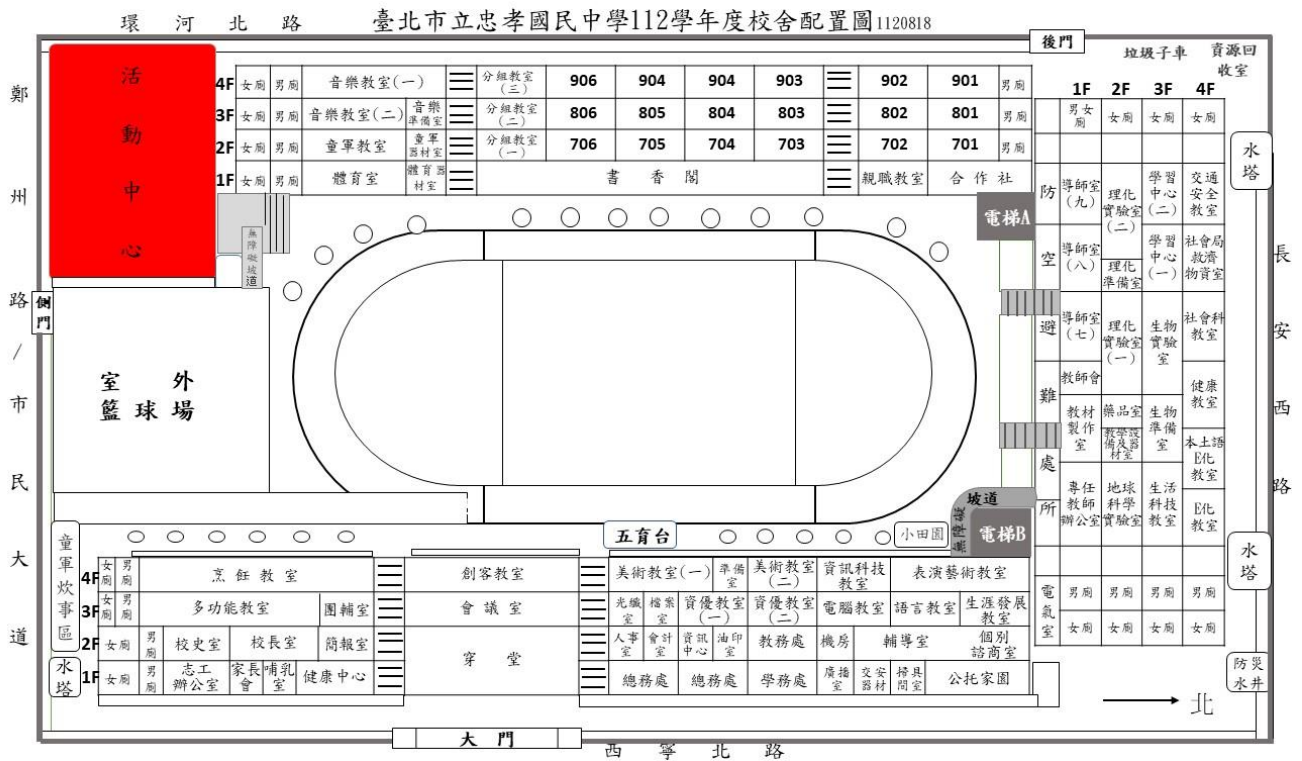 環河北路
臺北市立忠孝國民中學112學年度校舍配置圖1120818
後門
垃圾子車
資源回收室
鄭州路/市民大道
長安西路
活動中心
4F 女廁 男廁 音樂教室(一) 分組教室(三) 906 904 904 903 902 901 男廁
3F 女廁 男廁 音樂教室(二) 音樂準備室 分組教室(二) 806 805 804 803 802 801 男廁
2F 女廁 男廁 童軍教室 童軍器材室 分組教室(一) 706 705 704 703 702 701 男廁
1F 女廁 男廁 體育室 體育器材室 書香閣 親職教室 合作社
無障礙坡道
電梯A
側門
室外籃球場
1F 2F 3F 4F
男女廁 女廁 女廁 女廁
防空避難處所
導師室(九) 理化實驗室(二) 學習中心(二) 交通安全教室
導師室(八) 理化準備室 學習中心(一) 社會局救濟物資室
導師室(七) 理化實驗室(一) 生物實驗室 社會科教室
教師會 健康教室
教材製作室 藥品室 教學設備及器材室 生物準備室 本土語E化教室
專任教師辦公室 地球科學實驗室 生活科技教室 E化教室
電氣室 男廁 男廁 男廁 男廁
女廁 女廁 女廁 女廁
水塔
水塔
防災水井
無障礙坡道
電梯B
小田園
五育台
童軍炊事區
水塔
4F 女廁 男廁 烹飪教室 創客教室 美術教室(一) 準備室 美術教室(二) 資訊科技教室 表演藝術教室
3F 女廁 男廁 多功能教室 團輔室 會議室 光纖室 檔案室 資優教室(一) 資優教室(二) 電腦教室 語言教室 生涯發展教室
2F 女廁 男廁 校史室 校長室 簡報室 穿堂 人事室 會計室 資訊中心 油印室 教務處 機房 輔導室 個別諮商室
1F 女廁 男廁 志工辦公室 家長會 哺乳室 健康中心 總務處 總務處 學務處 廣播室 交安器材 掃具間室 公托家園
北
大門
西寧北路